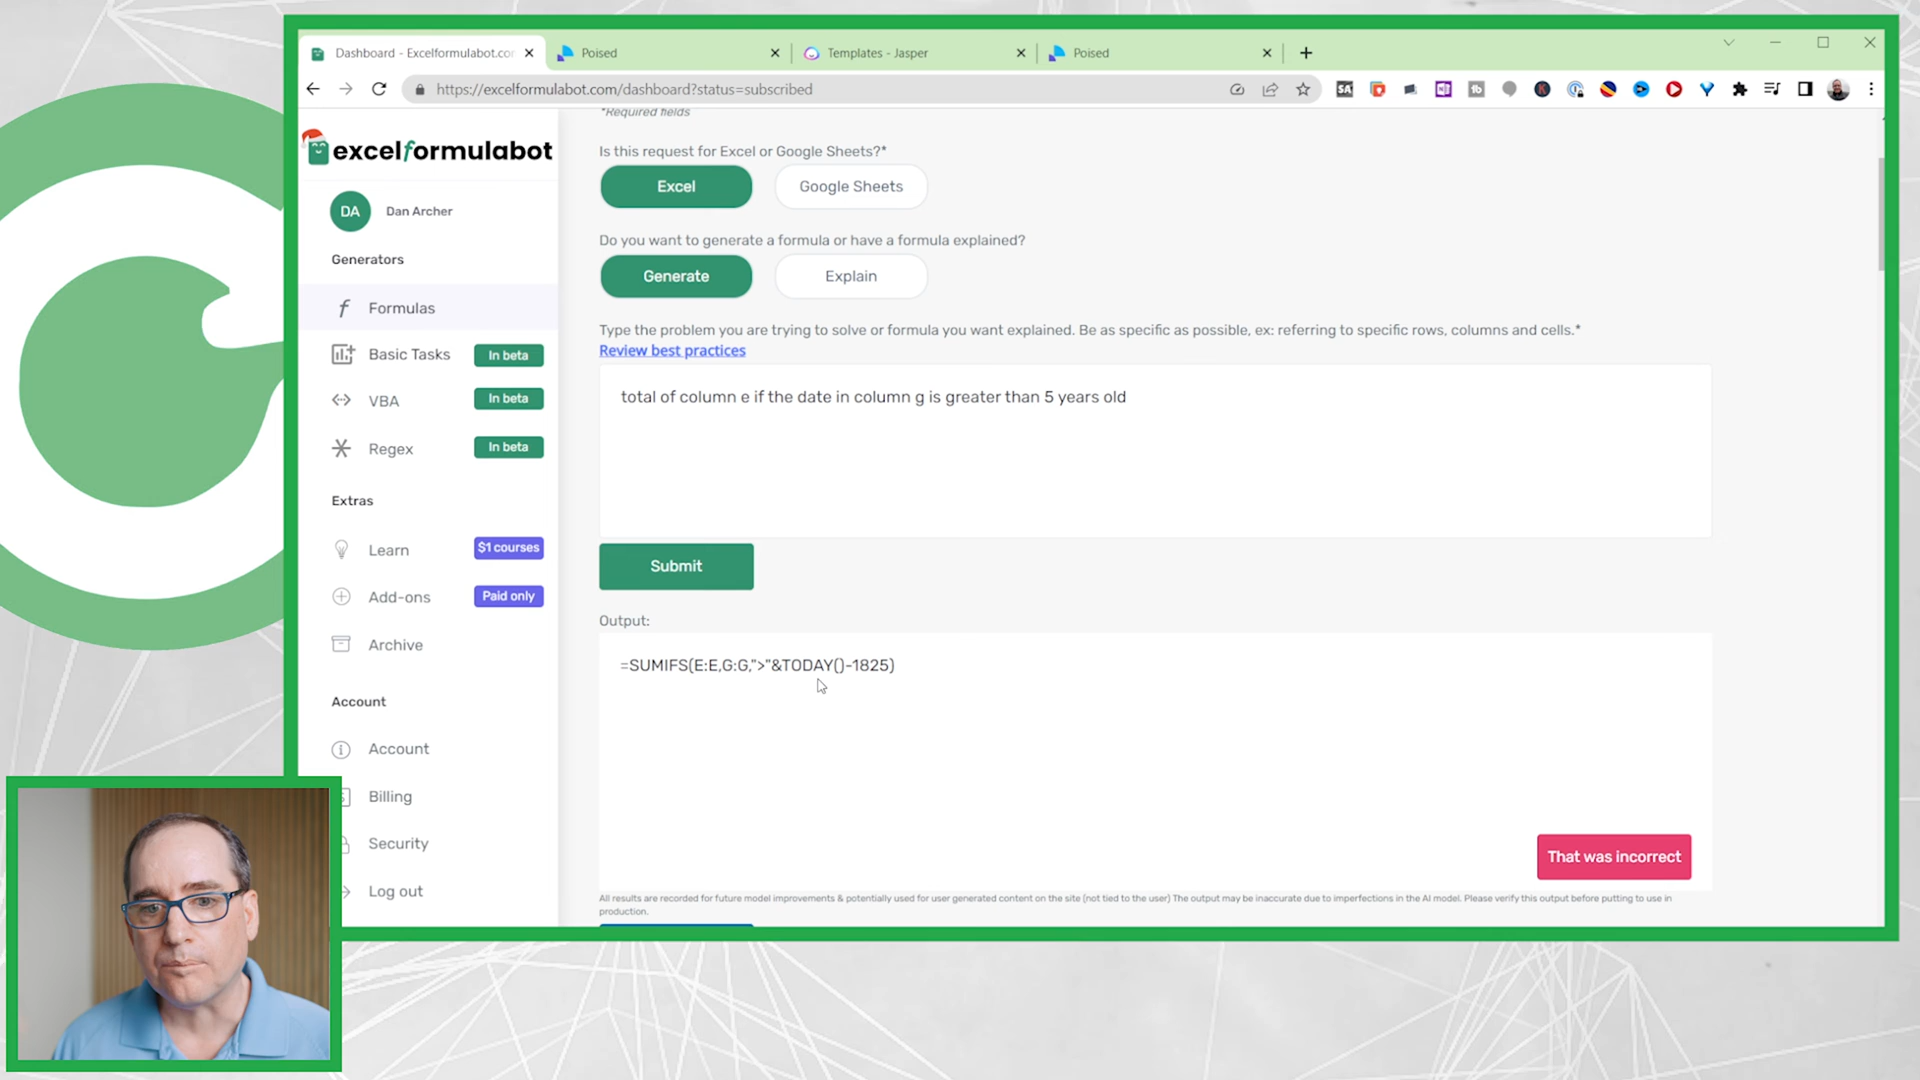 Dashboard - Excelformulabot.cor
Poised
Templates - Jasper
Poised
https://excelformulabot.com/dashboard?status=subscribed
*Required fields
excelformulabot
Is this request for Excel or Google Sheets?*
Excel
Google Sheets
DA
Dan Archer
Do you want to generate a formula or have a formula explained?
Generators
Generate
Explain
Formulas
Type the problem you are trying to solve or formula you want explained. Be as specific as possible, ex: referring to specific rows, columns and cells.*
Review best practices
Basic Tasks
In beta
VBA
In beta
Regex
In beta
total of column e if the date in column g is greater than 5 years old
Extras
Learn
$1 courses
Submit
Add-ons
Paid only
Output:
Archive
=SUMIFS(E:E,G:G,">"&TODAY()-1825)
Account
Account
Billing
Security
Log out
That was incorrect
All results are recorded for future model improvements & potentially used for user generated content on the site (not tied to the user) The output may be inaccurate due to imperfections in the AI model. Please verify this output before putting to use in
production.